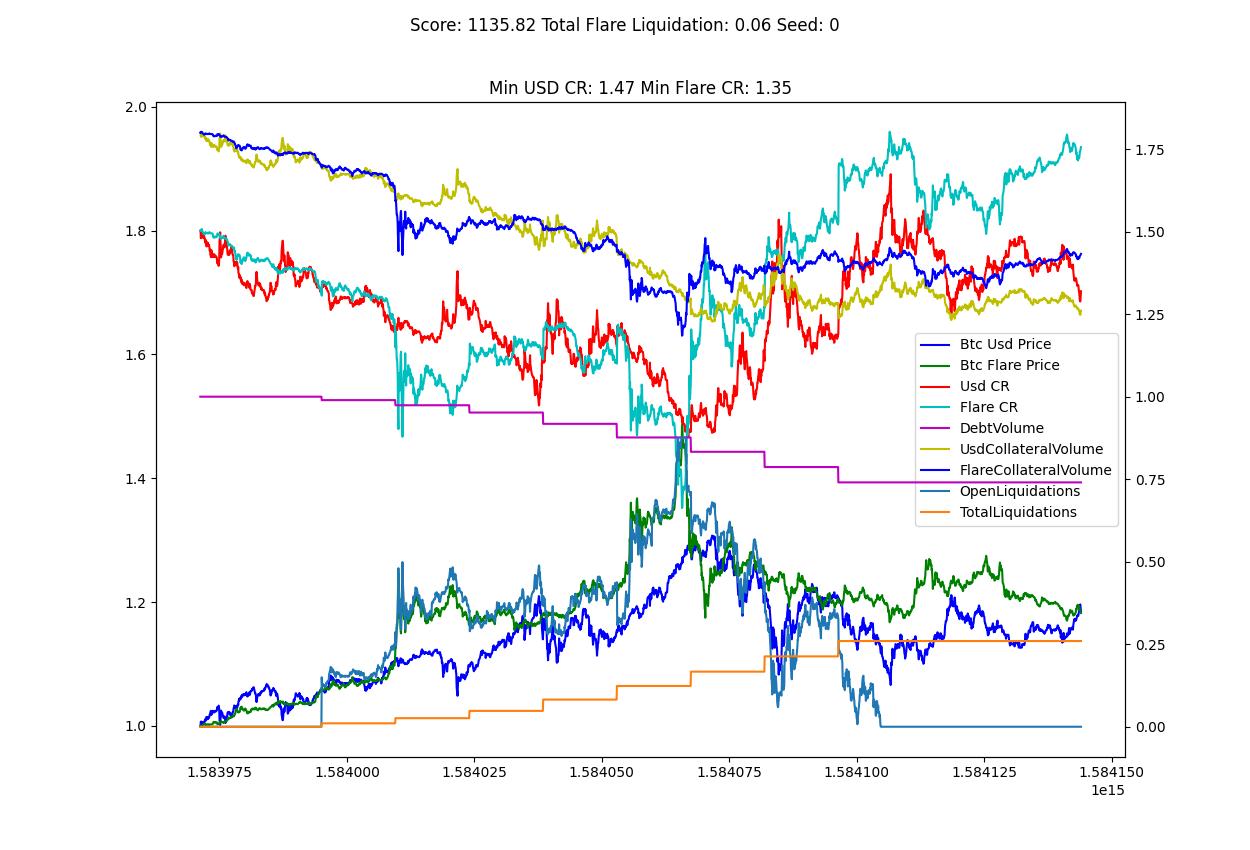 Score: 1135.82 Total Flare Liquidation: 0.06 Seed: 0
Min USD CR: 1.47 Min Flare CR: 1.35
2.0
1.8
1.6
1.4
1.2
1.0
1.75
1.50
1.25
1.00
0.75
0.50
0.25
0.00
Btc Usd Price
Btc Flare Price
Usd CR
Flare CR
DebtVolume
UsdCollateralVolume
FlareCollateralVolume
OpenLiquidations
TotalLiquidations
1.583975 1.584000 1.584025 1.584050 1.584075 1.584100 1.584125 1.584150
1e15